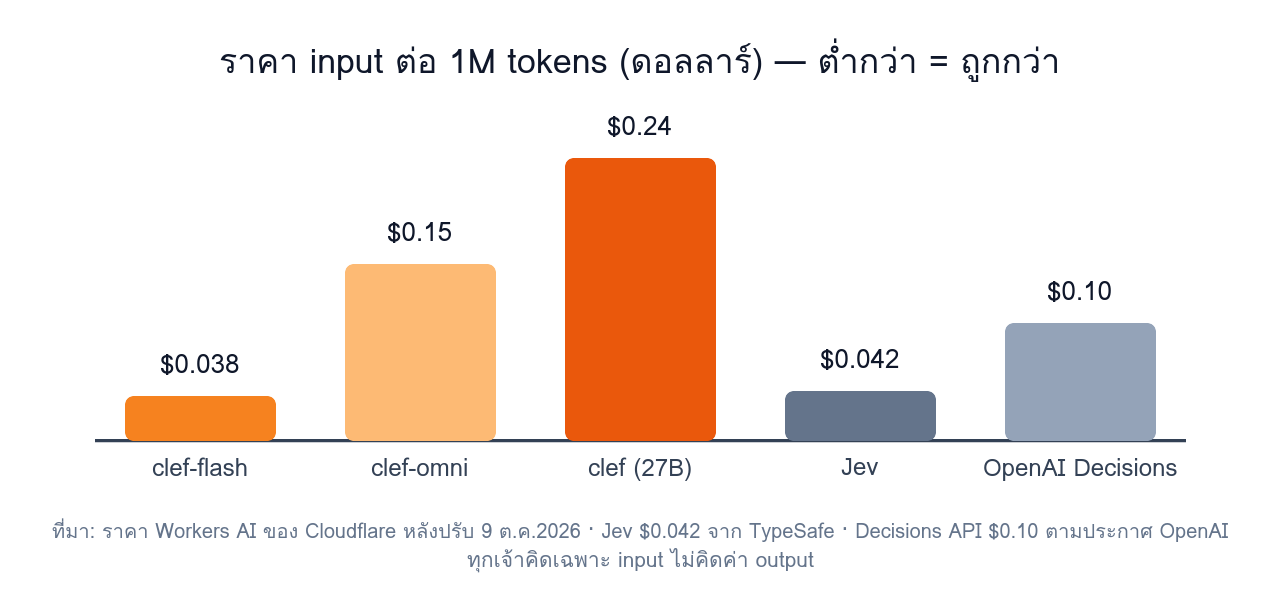 ราคา input ต่อ 1M tokens (ดอลลาร์) — ต่ำกว่า = ถูกกว่า
$0.24
$0.15
$0.10
$0.038
$0.042
clef-flash
clef-omni
clef (27B)
Jev
OpenAI Decisions
ที่มา: ราคา Workers AI ของ Cloudflare หลังปรับ 9 ต.ค.2026 · Jev $0.042 จาก TypeSafe · Decisions API $0.10 ตามประกาศ OpenAI
ทุกเจ้าคิดเฉพาะ input ไม่คิดค่า output